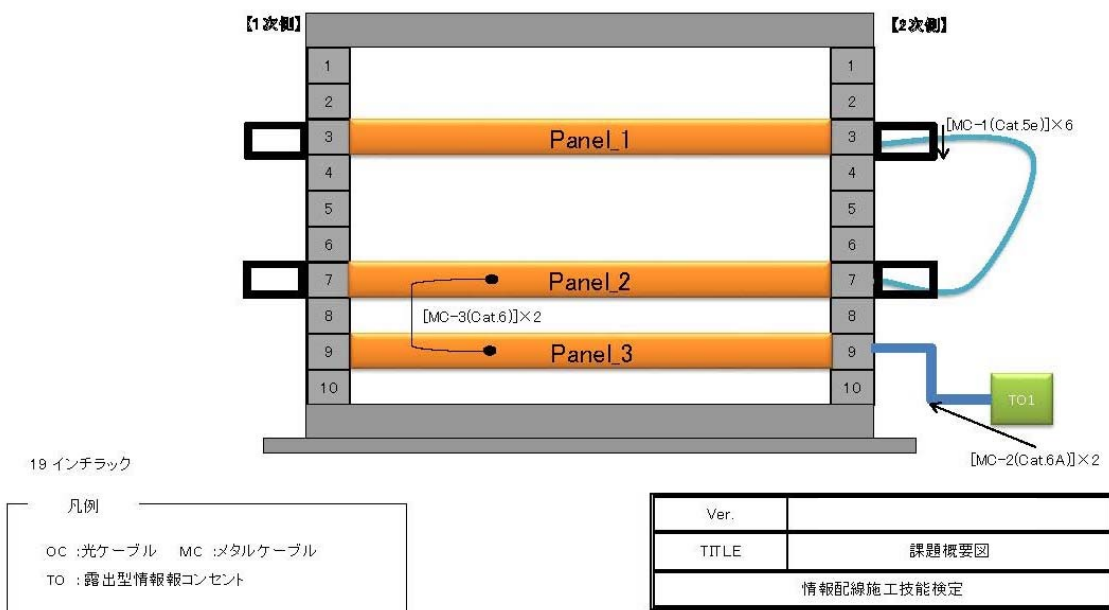 【1次側】
【2次側】
1
1
2
2
3
Panel_1
3
[MC-1(Cat.5e)]×6
4
4
5
5
6
6
7
Panel_2
7
8
[MC-3(Cat.6)]×2
8
9
Panel_3
9
10
10
TO1
[MC-2(Cat.6A)]×2
19 インチラック
凡例
OC :光ケーブル MC :メタルケーブル
TO :露出型情報報コンセント
Ver.
TITLE 課題概要図
情報配線施工技能検定